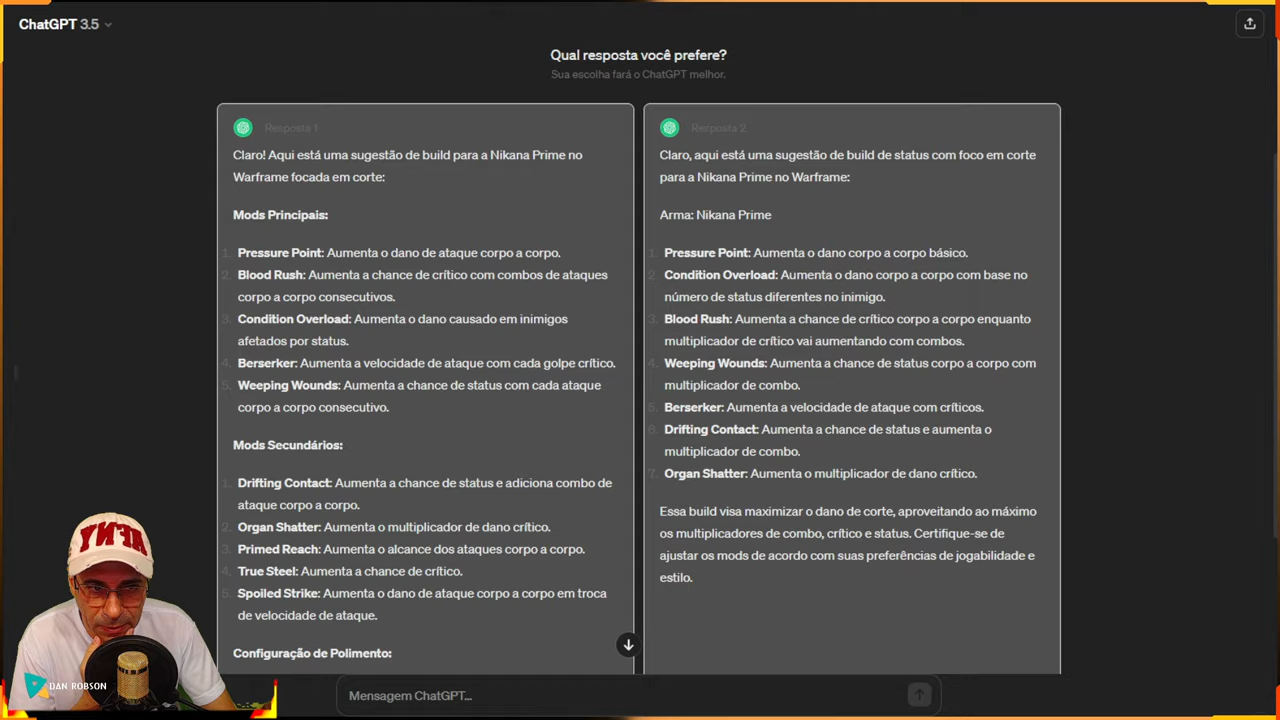 ChatGPT 3.5
Qual resposta você prefere?
Sua escolha fará o ChatGPT melhor.
Resposta 1
Claro! Aqui está uma sugestão de build para a Nikana Prime no
Warframe focada em corte:
Mods Principais:
1. Pressure Point: Aumenta o dano de ataque corpo a corpo.
2. Blood Rush: Aumenta a chance de crítico com combos de ataques
corpo a corpo consecutivos.
3. Condition Overload: Aumenta o dano causado em inimigos
afetados por status.
4. Berserker: Aumenta a velocidade de ataque com cada golpe crítico.
5. Weeping Wounds: Aumenta a chance de status com cada ataque
corpo a corpo consecutivo.
Mods Secundários:
1. Drifting Contact: Aumenta a chance de status e adiciona combo de
ataque corpo a corpo.
2. Organ Shatter: Aumenta o multiplicador de dano crítico.
3. Primed Reach: Aumenta o alcance dos ataques corpo a corpo.
4. True Steel: Aumenta a chance de crítico.
5. Spoiled Strike: Aumenta o dano de ataque corpo a corpo em troca
de velocidade de ataque.
Configuração de Polimento:
Resposta 2
Claro, aqui está uma sugestão de build de status com foco em corte
para a Nikana Prime no Warframe:
Arma: Nikana Prime
1. Pressure Point: Aumenta o dano corpo a corpo básico.
2. Condition Overload: Aumenta o dano corpo a corpo com base no
número de status diferentes no inimigo.
3. Blood Rush: Aumenta a chance de crítico corpo a corpo enquanto
multiplicador de crítico vai aumentando com combos.
4. Weeping Wounds: Aumenta a chance de status corpo a corpo com
multiplicador de combo.
5. Berserker: Aumenta a velocidade de ataque com críticos.
6. Drifting Contact: Aumenta a chance de status e aumenta o
multiplicador de combo.
7. Organ Shatter: Aumenta o multiplicador de dano crítico.
Essa build visa maximizar o dano de corte, aproveitando ao máximo
os multiplicadores de combo, crítico e status. Certifique-se de
ajustar os mods de acordo com suas preferências de jogabilidade e
estilo.
Mensagem ChatGPT...
AFNY
DAN ROBSON